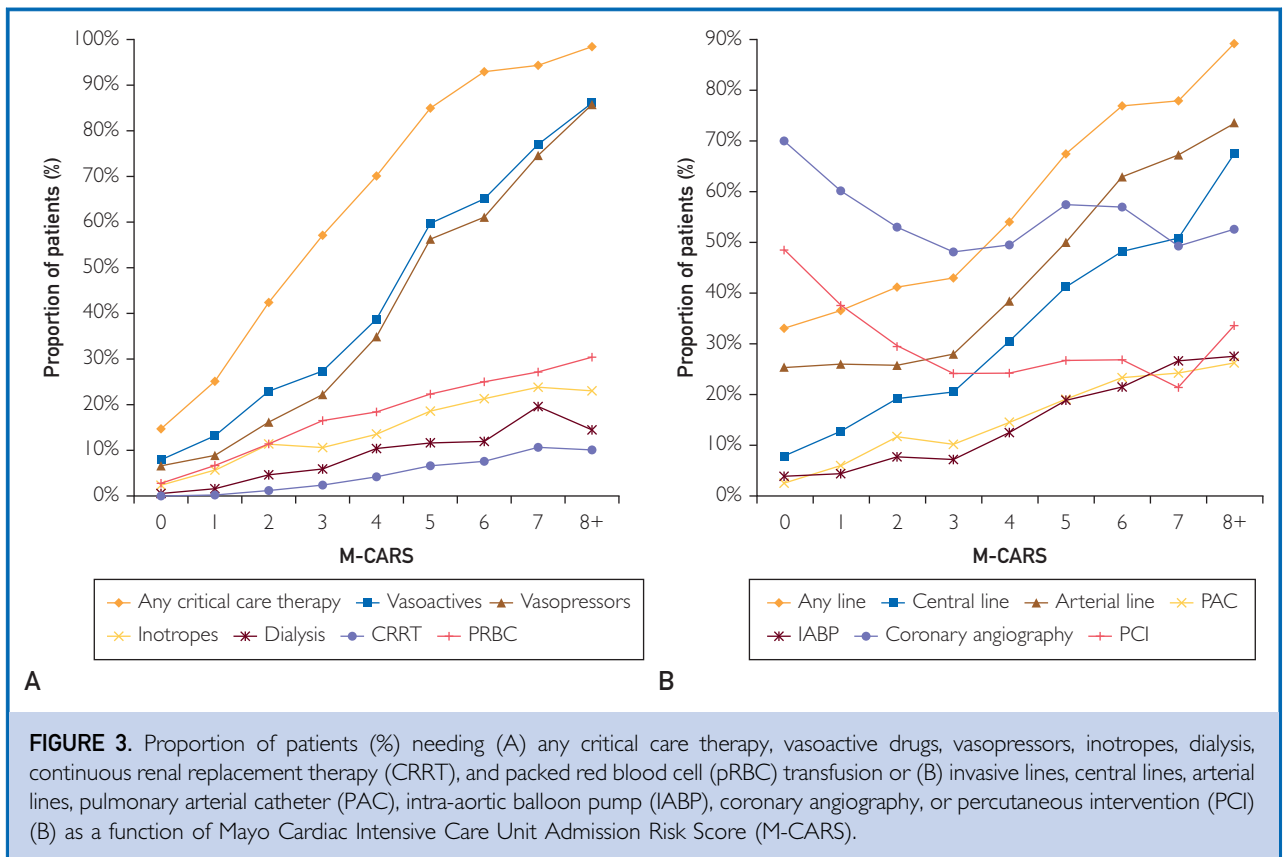 100%
90%
80%
70%
60%
50%
40%
30%
20%
10%
0%
Proportion of patients (%)
0 1 2 3 4 5 6 7 8+
M-CARS
Any critical care therapy Vasoactives Vasopressors
Inotropes Dialysis CRRT PRBC
A
90%
80%
70%
60%
50%
40%
30%
20%
10%
0%
Proportion of patients (%)
0 1 2 3 4 5 6 7 8+
M-CARS
Any line Central line Arterial line PAC
IABP Coronary angiography PCI
B
FIGURE 3. Proportion of patients (%) needing (A) any critical care therapy, vasoactive drugs, vasopressors, inotropes, dialysis,
continuous renal replacement therapy (CRRT), and packed red blood cell (pRBC) transfusion or (B) invasive lines, central lines, arterial
lines, pulmonary arterial catheter (PAC), intra-aortic balloon pump (IABP), coronary angiography, or percutaneous intervention (PCI)
(B) as a function of Mayo Cardiac Intensive Care Unit Admission Risk Score (M-CARS).